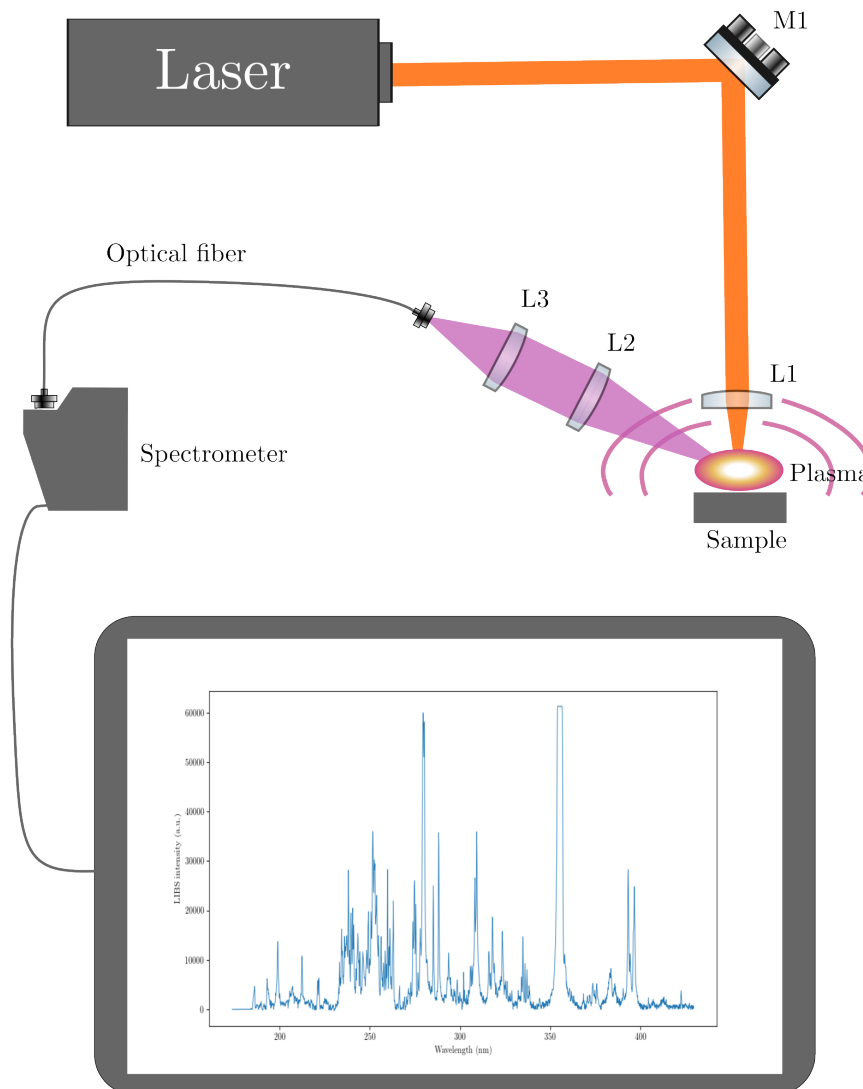 M1
Laser
Optical fiber
L3
L2
L1
Spectrometer
Plasma
Sample
60000
50000
40000
30000
20000
10000
0
LIBS intensity (a.u.)
200
250
300
350
400
Wavelength (nm)